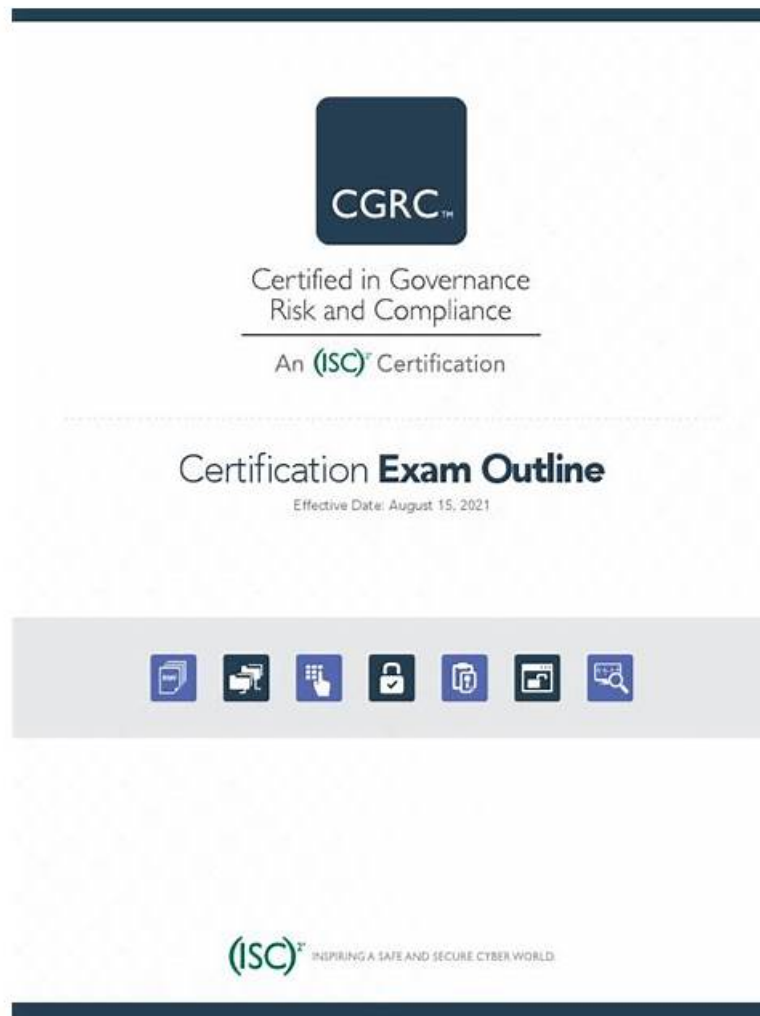 CGRC™
Certified in Governance
Risk and Compliance
An (ISC)²® Certification
Certification Exam Outline
Effective Date: August 15, 2021
(ISC)²® INSPIRING A SAFE AND SECURE CYBER WORLD.